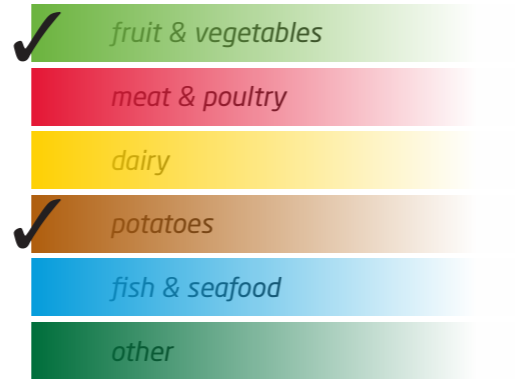 fruit & vegetables
meat & poultry
dairy
potatoes
fish & seafood
other